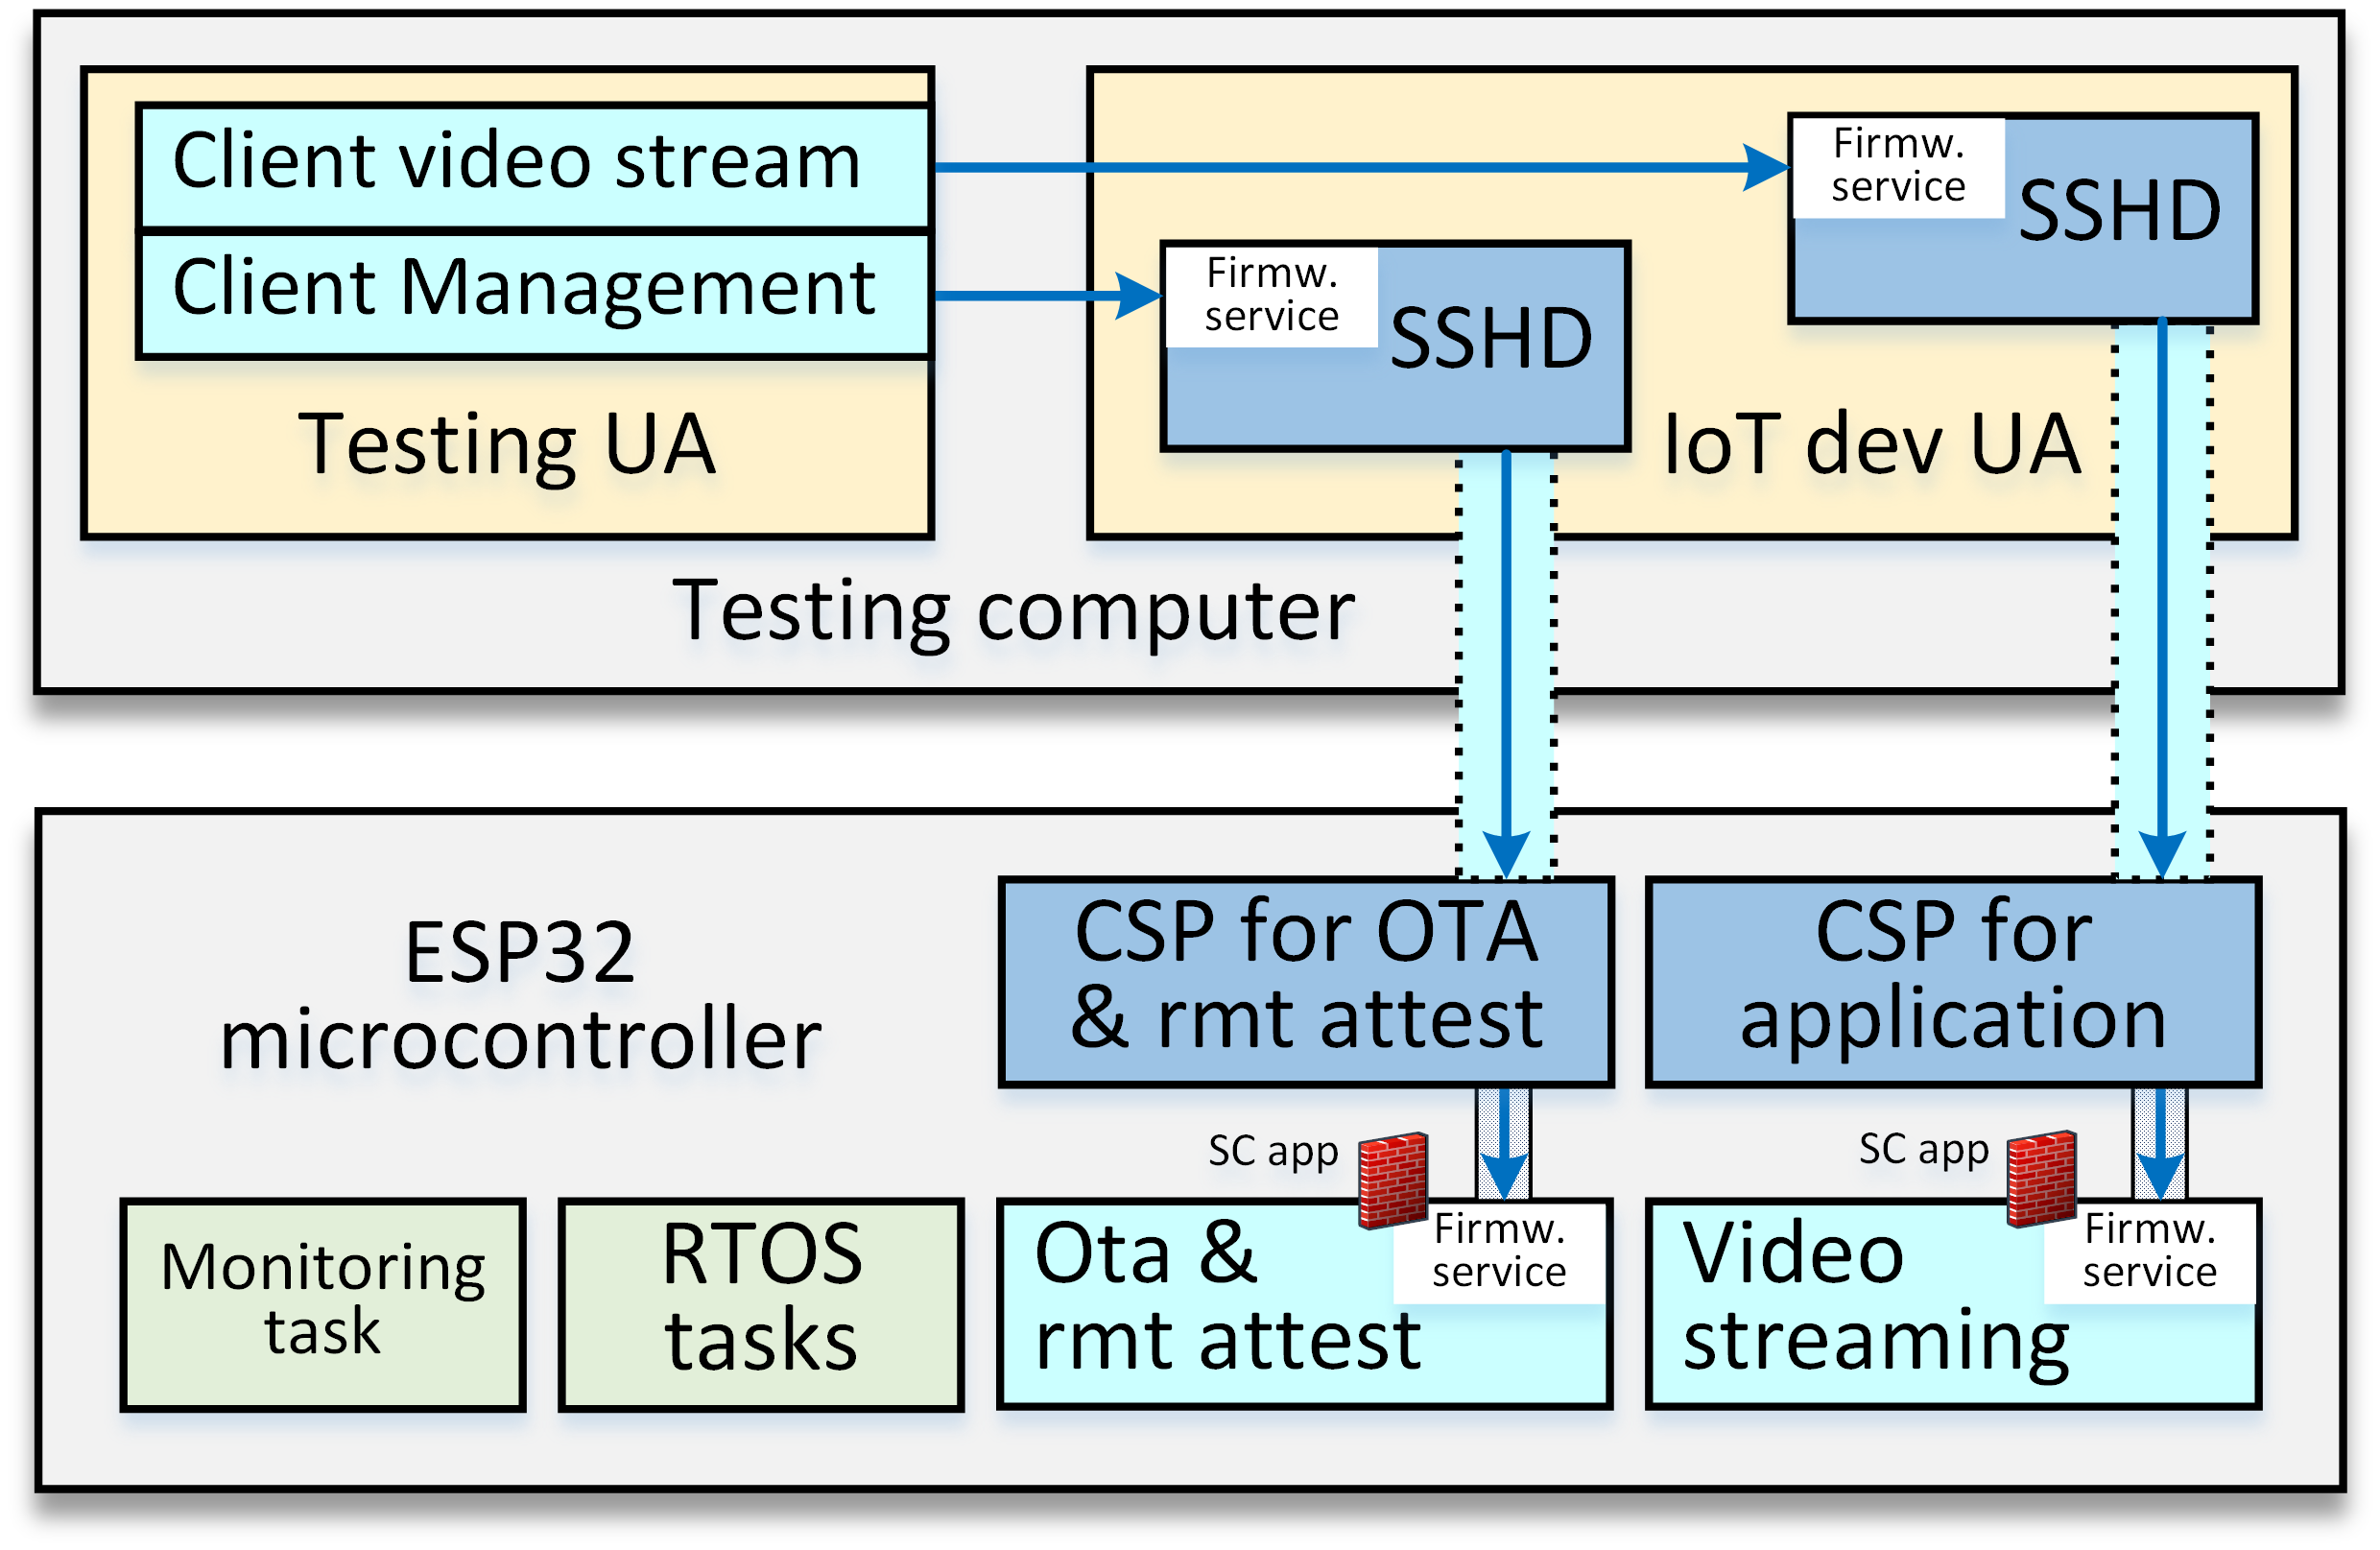 Client video stream
Client Management
Testing UA
Firmw.
service
SSHD
Firmw.
service
SSHD
IoT dev UA
Testing computer
ESP32
microcontroller
CSP for OTA
& rmt attest
CSP for
application
SC app
SC app
Monitoring
task
RTOS
tasks
Ota &
rmt attest
Firmw.
service
Video
streaming
Firmw.
service